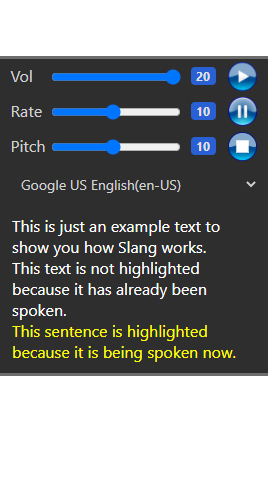 Vol 20
Rate 10
Pitch 10
Google US English(en-US)
This is just an example text to
show you how Slang works.
This text is not highlighted
because it has already been
spoken.
This sentence is highlighted
because it is being spoken now.